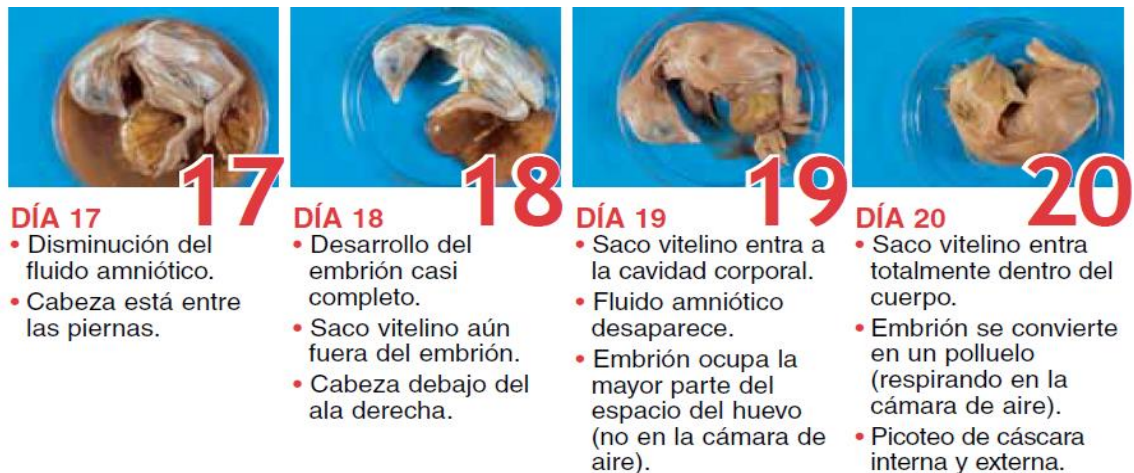 17
DÍA 17
• Disminución del
fluido amniótico.
• Cabeza está entre
las piernas.
18
DÍA 18
• Desarrollo del
embrión casi
completo.
• Saco vitelino aún
fuera del embrión.
• Cabeza debajo del
ala derecha.
19
DÍA 19
• Saco vitelino entra a
la cavidad corporal.
• Fluido amniótico
desaparece.
• Embrión ocupa la
mayor parte del
espacio del huevo
(no en la cámara de
aire).
20
DÍA 20
• Saco vitelino entra
totalmente dentro del
cuerpo.
• Embrión se convierte
en un polluelo
(respirando en la
cámara de aire).
• Picoteo de cáscara
interna y externa.